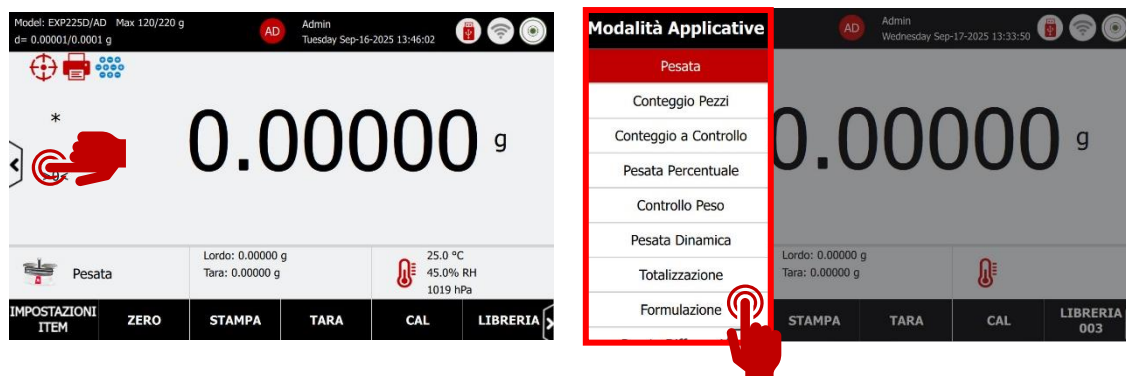 Model: EXP225D/AD Max 120/220 g
d= 0.00001/0.0001 g
AD
Admin
Tuesday Sep-16-2025 13:46:02
*
0.00000 g
Pesata
Lordo: 0.00000 g
Tara: 0.00000 g
25.0 °C
45.0% RH
1019 hPa
IMPOSTAZIONI
ITEM
ZERO
STAMPA
TARA
CAL
LIBRERIA
Modalità Applicative
Pesata
Conteggio Pezzi
Conteggio a Controllo
Pesata Percentuale
Controllo Peso
Pesata Dinamica
Totalizzazione
Formulazione
AD
Admin
Wednesday Sep-17-2025 13:33:50
0.00000 g
Lordo: 0.00000 g
Tara: 0.00000 g
STAMPA
TARA
CAL
LIBRERIA
003